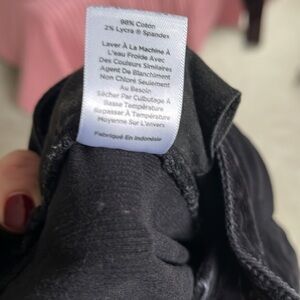 98% Coton
2% Lycra ® Spandex
Laver À La Machine À
L'eau Froide Avec
Des Couleurs Similaires
Agent De Blanchiment
Non Chloré Seulement
Au Besoin
Sécher Par Culbutage À
Basse Température
Repasser À Température
Moyenne Sur L'envers
Fabriqué En Indonésie